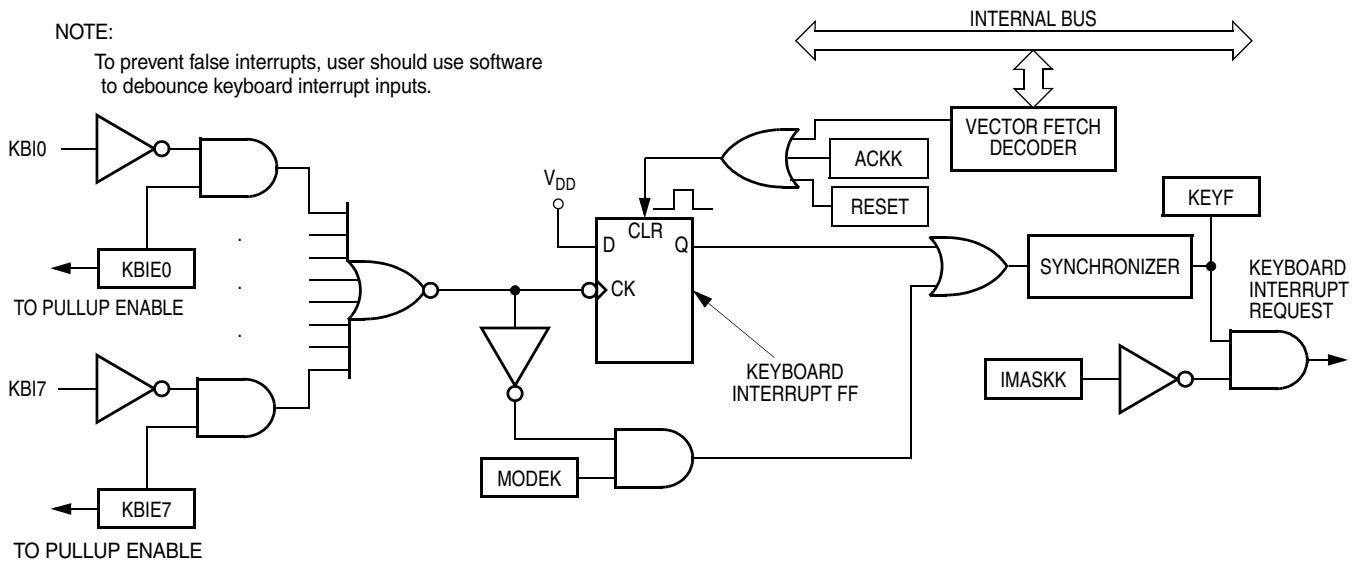 NOTE:
To prevent false interrupts, user should use software
to debounce keyboard interrupt inputs.
INTERNAL BUS
VECTOR FETCH
DECODER
KBI0
ACKK
RESET
VDD
KEYF
CLR
D
Q
CK
SYNCHRONIZER
KBIE0
TO PULLUP ENABLE
KEYBOARD
INTERRUPT
REQUEST
KBI7
KEYBOARD
INTERRUPT FF
IMASKK
MODEK
KBIE7
TO PULLUP ENABLE